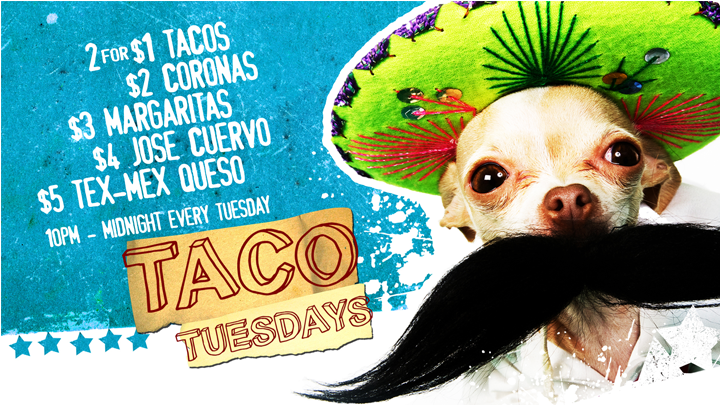 2 FOR $1 TACOS
$2 CORONAS
$3 MARGARITAS
$4 JOSE CUERVO
$5 TEX-MEX QUESO
10PM - MIDNIGHT EVERY TUESDAY
TACO
TUESDAYS